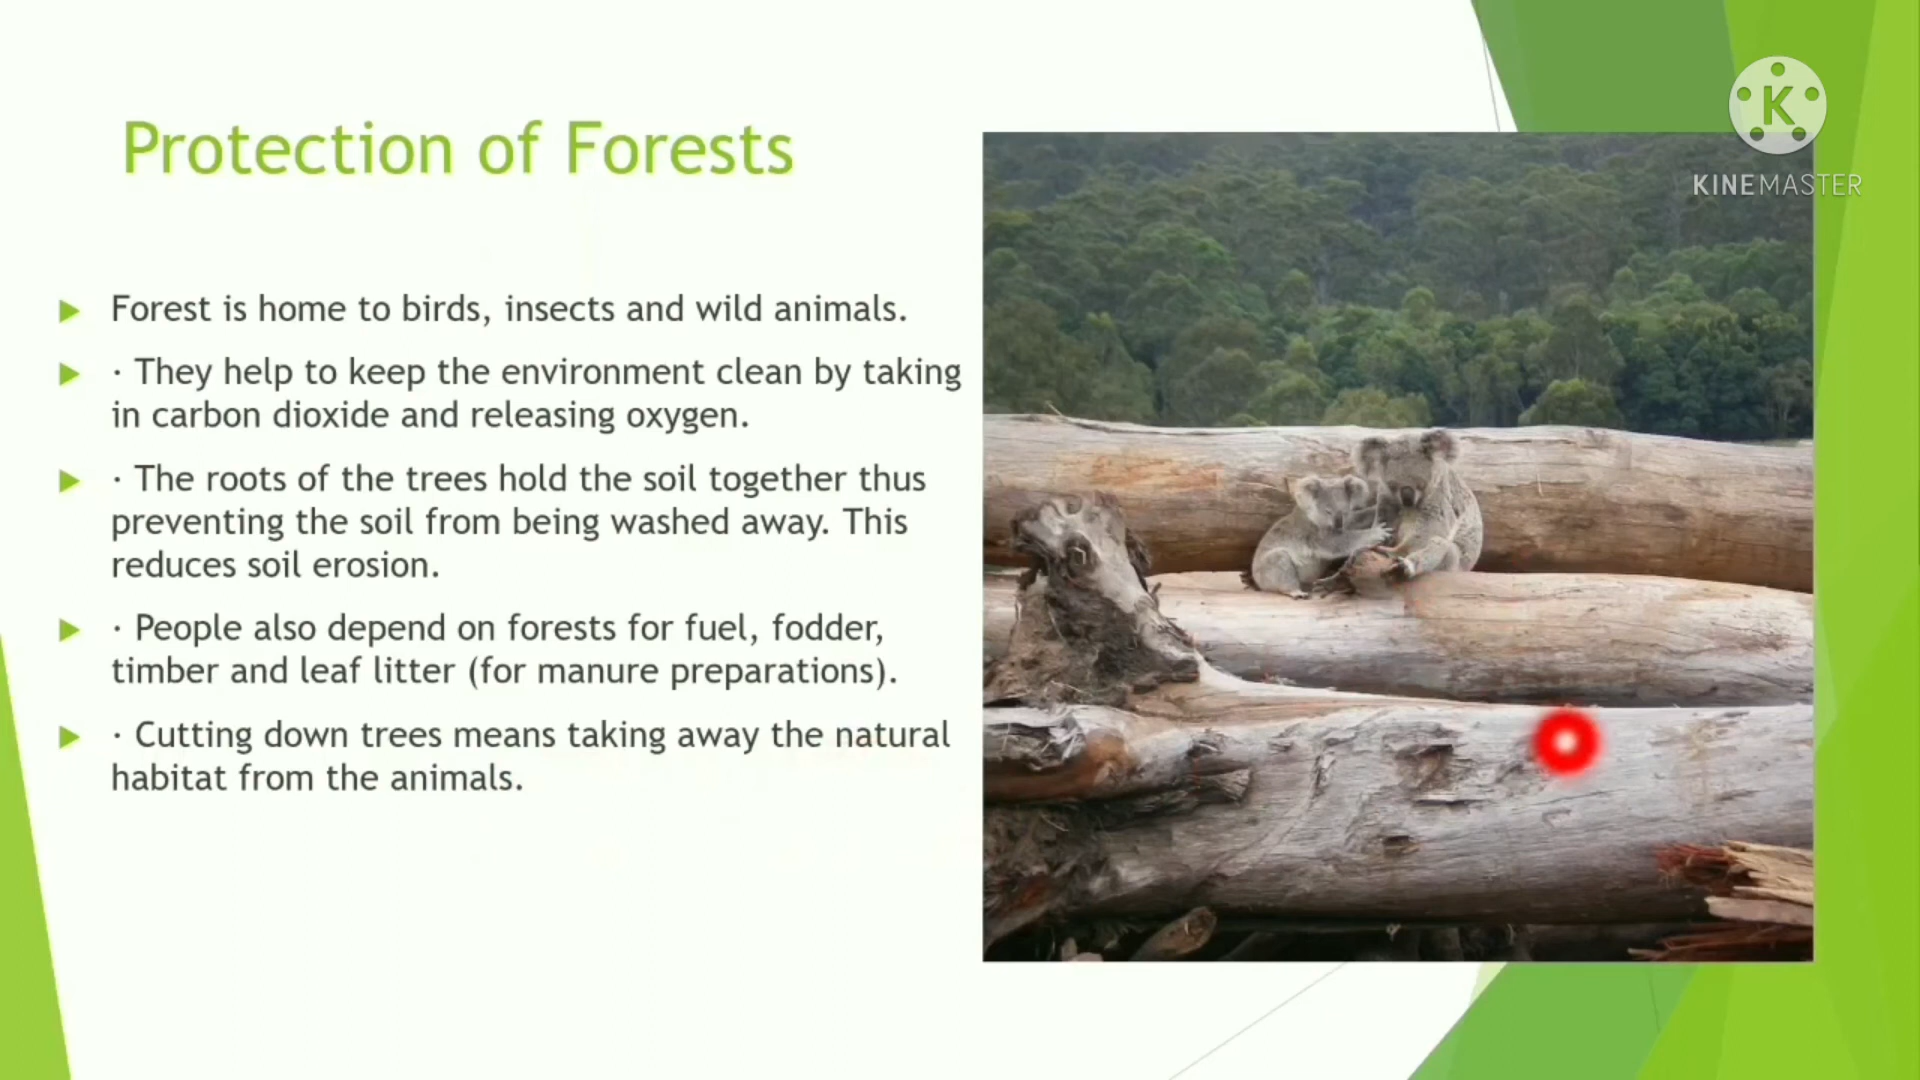 Protection of Forests
Forest is home to birds, insects and wild animals.
· They help to keep the environment clean by taking
in carbon dioxide and releasing oxygen.
· The roots of the trees hold the soil together thus
preventing the soil from being washed away. This
reduces soil erosion.
· People also depend on forests for fuel, fodder,
timber and leaf litter (for manure preparations).
· Cutting down trees means taking away the natural
habitat from the animals.
K
KINEMASTER